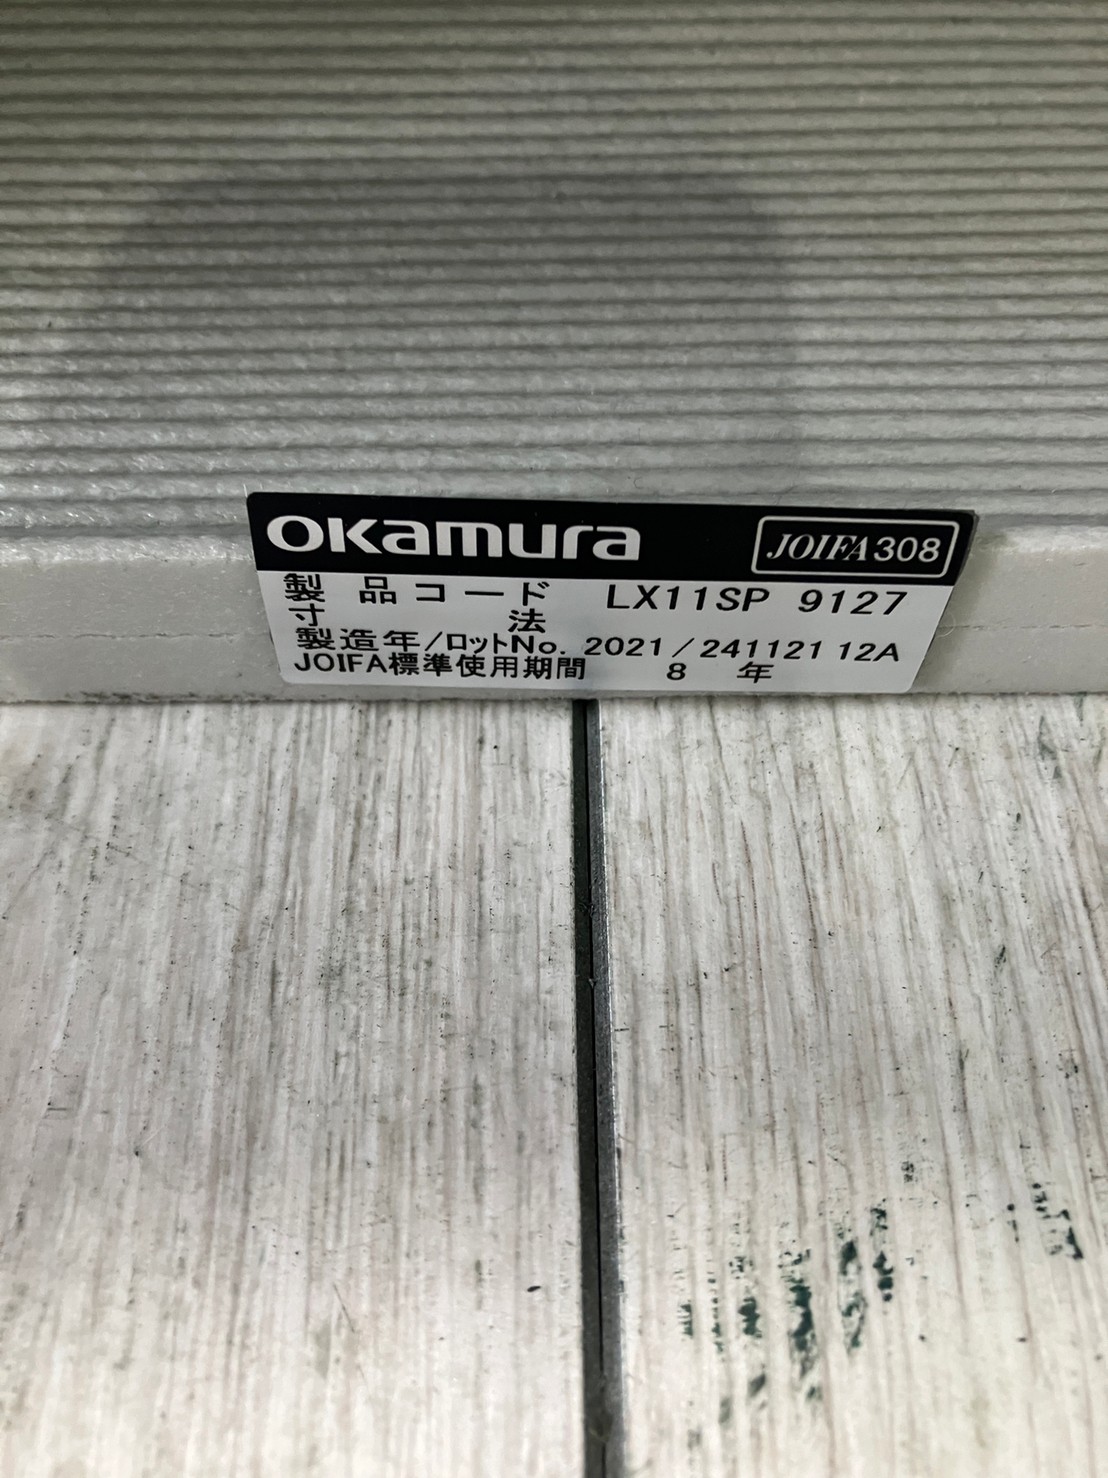 okamura JOIFA308
製品コード LX11SP 9127
寸法
製造年/ロットNo. 2021/241121 12A
JOIFA標準使用期間 8 年